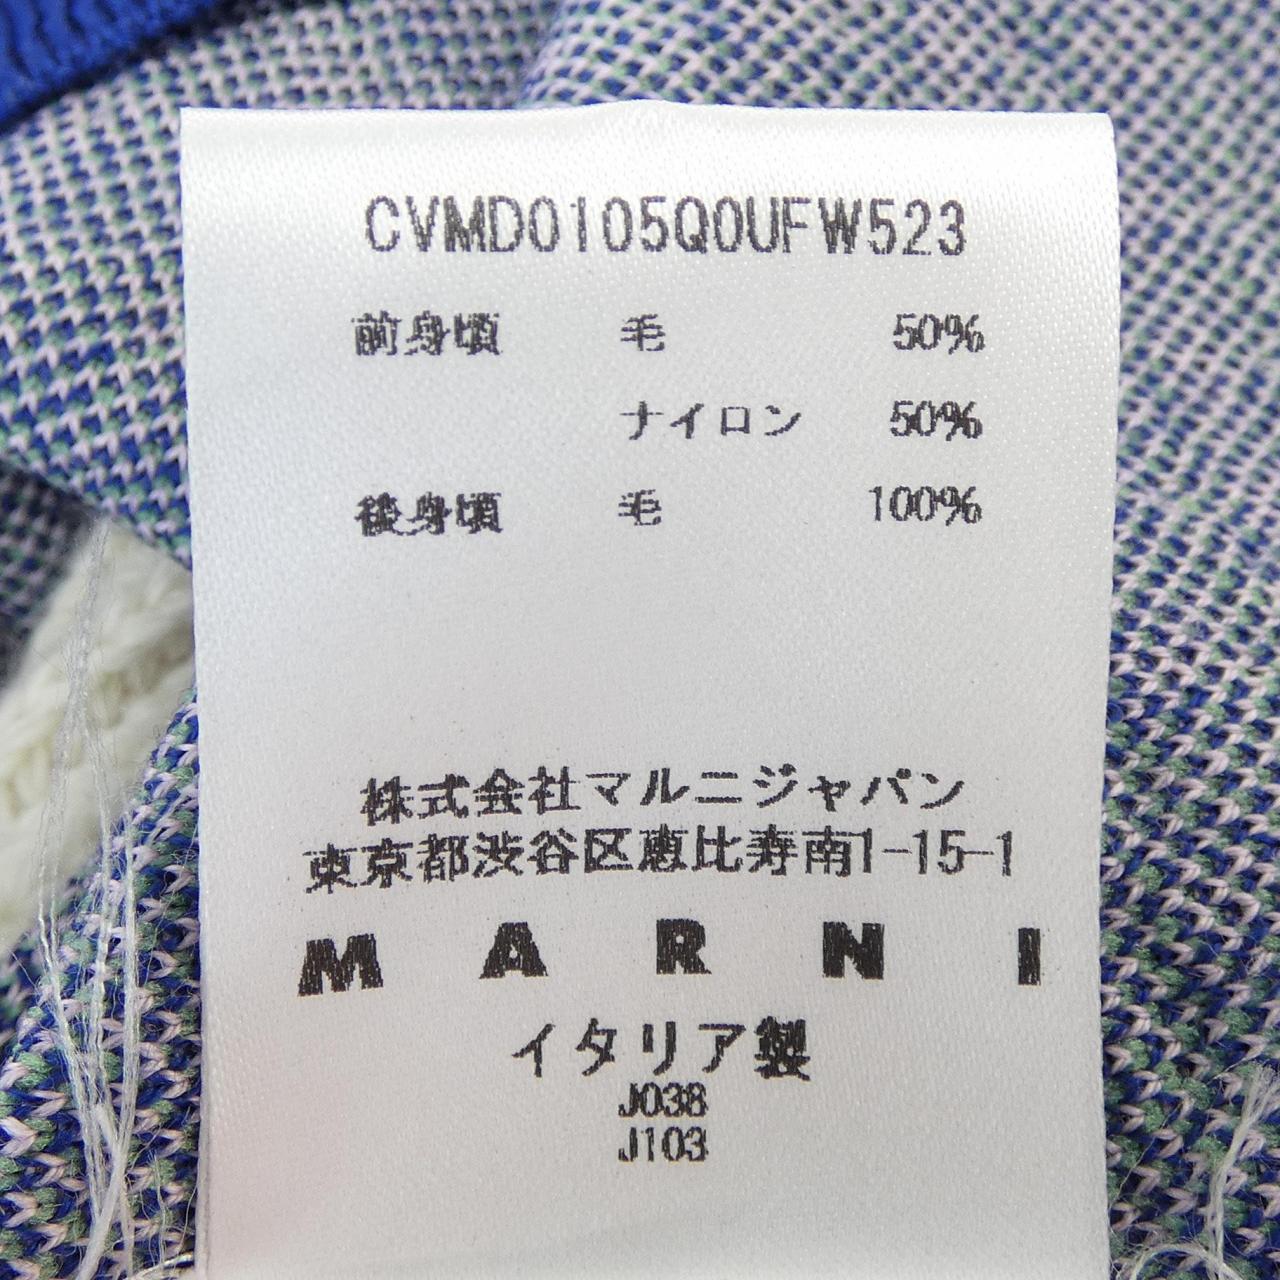 CVMD0105Q0UFW523
前身頃 毛 50%
ナイロン 50%
後身頃 毛 100%
株式会社マルニジャパン
東京都渋谷区恵比寿南1-15-1
MARNI
イタリア製
J038
J103